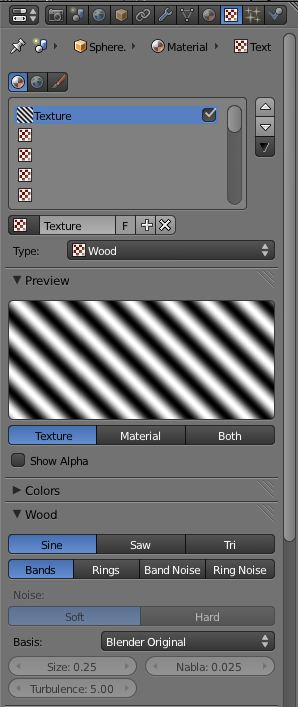 Sphere. Material Text
Texture
Texture F
Type: Wood
Preview
Texture Material Both
Show Alpha
Colors
Wood
Sine Saw Tri
Bands Rings Band Noise Ring Noise
Noise:
Soft Hard
Basis: Blender Original
Size: 0.25 Nabla: 0.025
Turbulence: 5.00